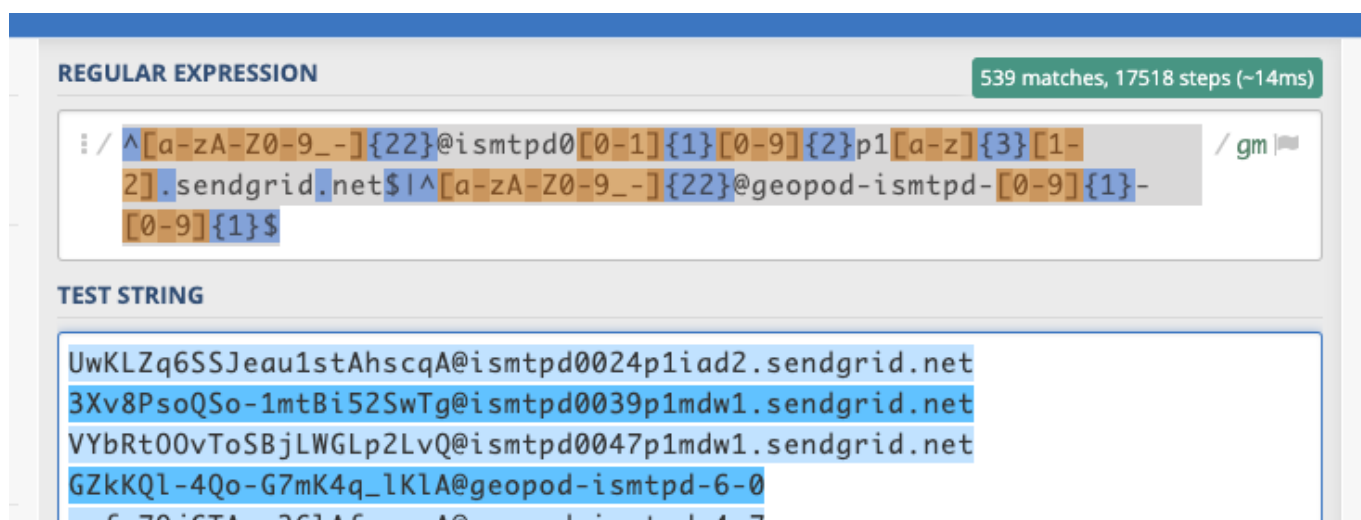 REGULAR EXPRESSION
539 matches, 17518 steps (~14ms)
/ ^[a-zA-Z0-9_-]{22}@ismtpd0[0-1]{1}[0-9]{2}p1[a-z]{3}[1- / gm
2].sendgrid.net$|^[a-zA-Z0-9_-]{22}@geopod-ismtpd-[0-9]{1}-
[0-9]{1}$
TEST STRING
UwKLZq6SSJeau1stAhscqA@ismtpd0024p1iad2.sendgrid.net
3Xv8PsoQSo-1mtBi52SwTg@ismtpd0039p1mdw1.sendgrid.net
VYbRtOOvToSBjLWGLp2LvQ@ismtpd0047p1mdw1.sendgrid.net
GZkKQl-4Qo-G7mK4q_lKlA@geopod-ismtpd-6-0